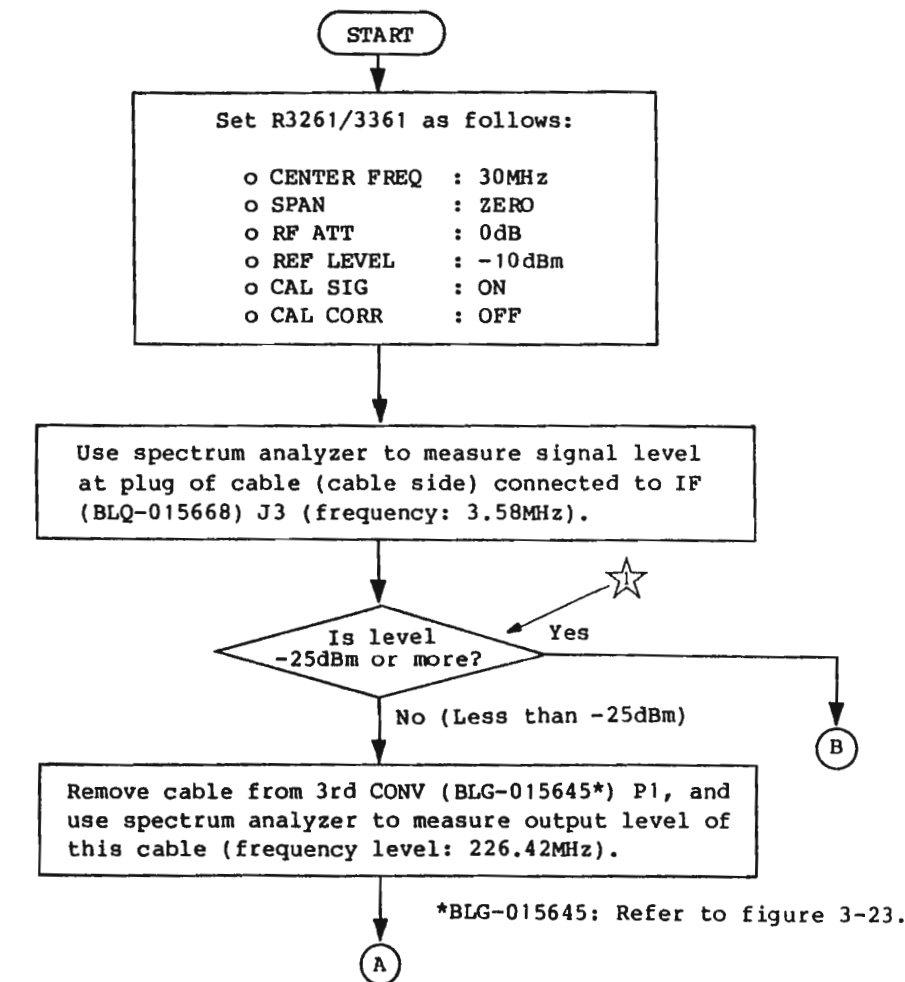 START
Set R3261/3361 as follows:
o CENTER FREQ : 30MHz
o SPAN : ZERO
o RF ATT : 0dB
o REF LEVEL : -10dBm
o CAL SIG : ON
o CAL CORR : OFF
Use spectrum analyzer to measure signal level
at plug of cable (cable side) connected to IF
(BLQ-015668) J3 (frequency: 3.58MHz).
1
Is level
-25dBm or more?
Yes
No (Less than -25dBm)
B
Remove cable from 3rd CONV (BLG-015645*) P1, and
use spectrum analyzer to measure output level of
this cable (frequency level: 226.42MHz).
*BLG-015645: Refer to figure 3-23.
A